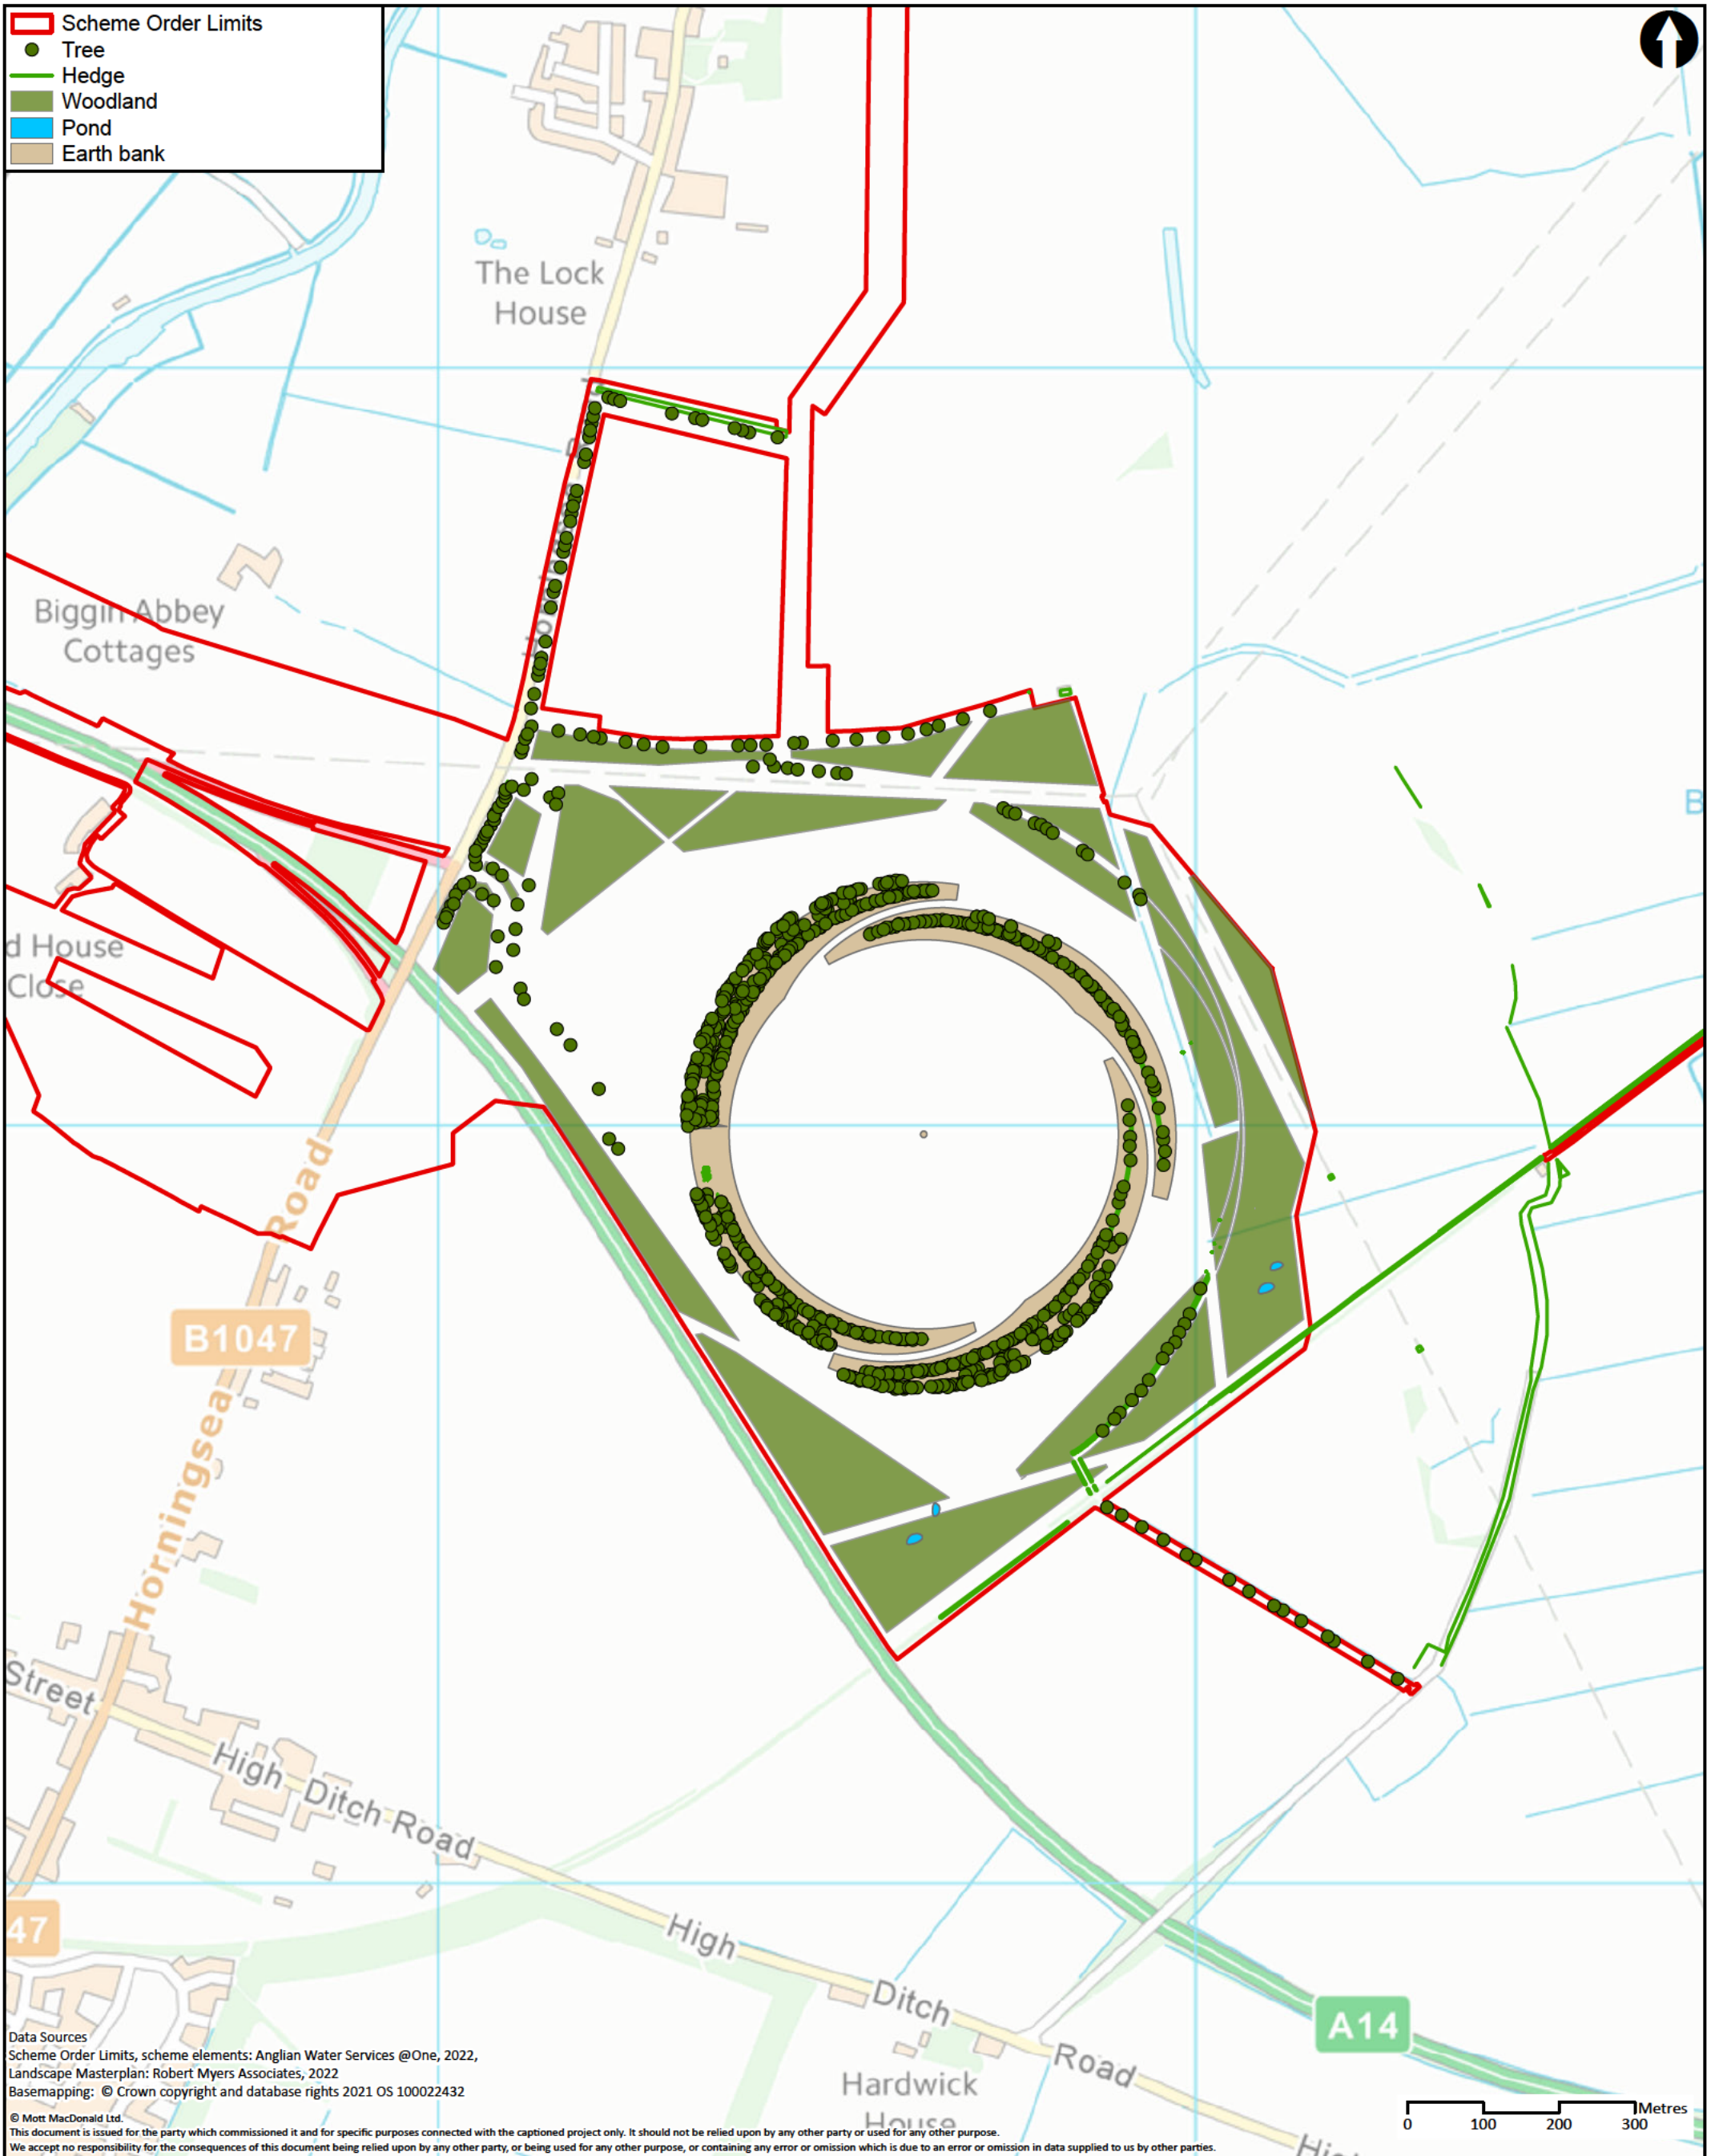 Scheme Order Limits
Tree
Hedge
Woodland
Pond
Earth bank
The Lock
House
Biggin Abbey
Cottages
B
d House
Close
Road
B1047
Horningsea
Street
High Ditch Road
47
High
Ditch
Road
A14
Hardwick
House
Data Sources
Scheme Order Limits, scheme elements: Anglian Water Services @One, 2022,
Landscape Masterplan: Robert Myers Associates, 2022
Basemapping: © Crown copyright and database rights 2021 OS 100022432
Metres
0 100 200 300
© Mott MacDonald Ltd.
This document is issued for the party which commissioned it and for specific purposes connected with the captioned project only. It should not be relied upon by any other party or used for any other purpose.
We accept no responsibility for the consequences of this document being relied upon by any other party, or being used for any other purpose, or containing any error or omission which is due to an error or omission in data supplied to us by other parties.